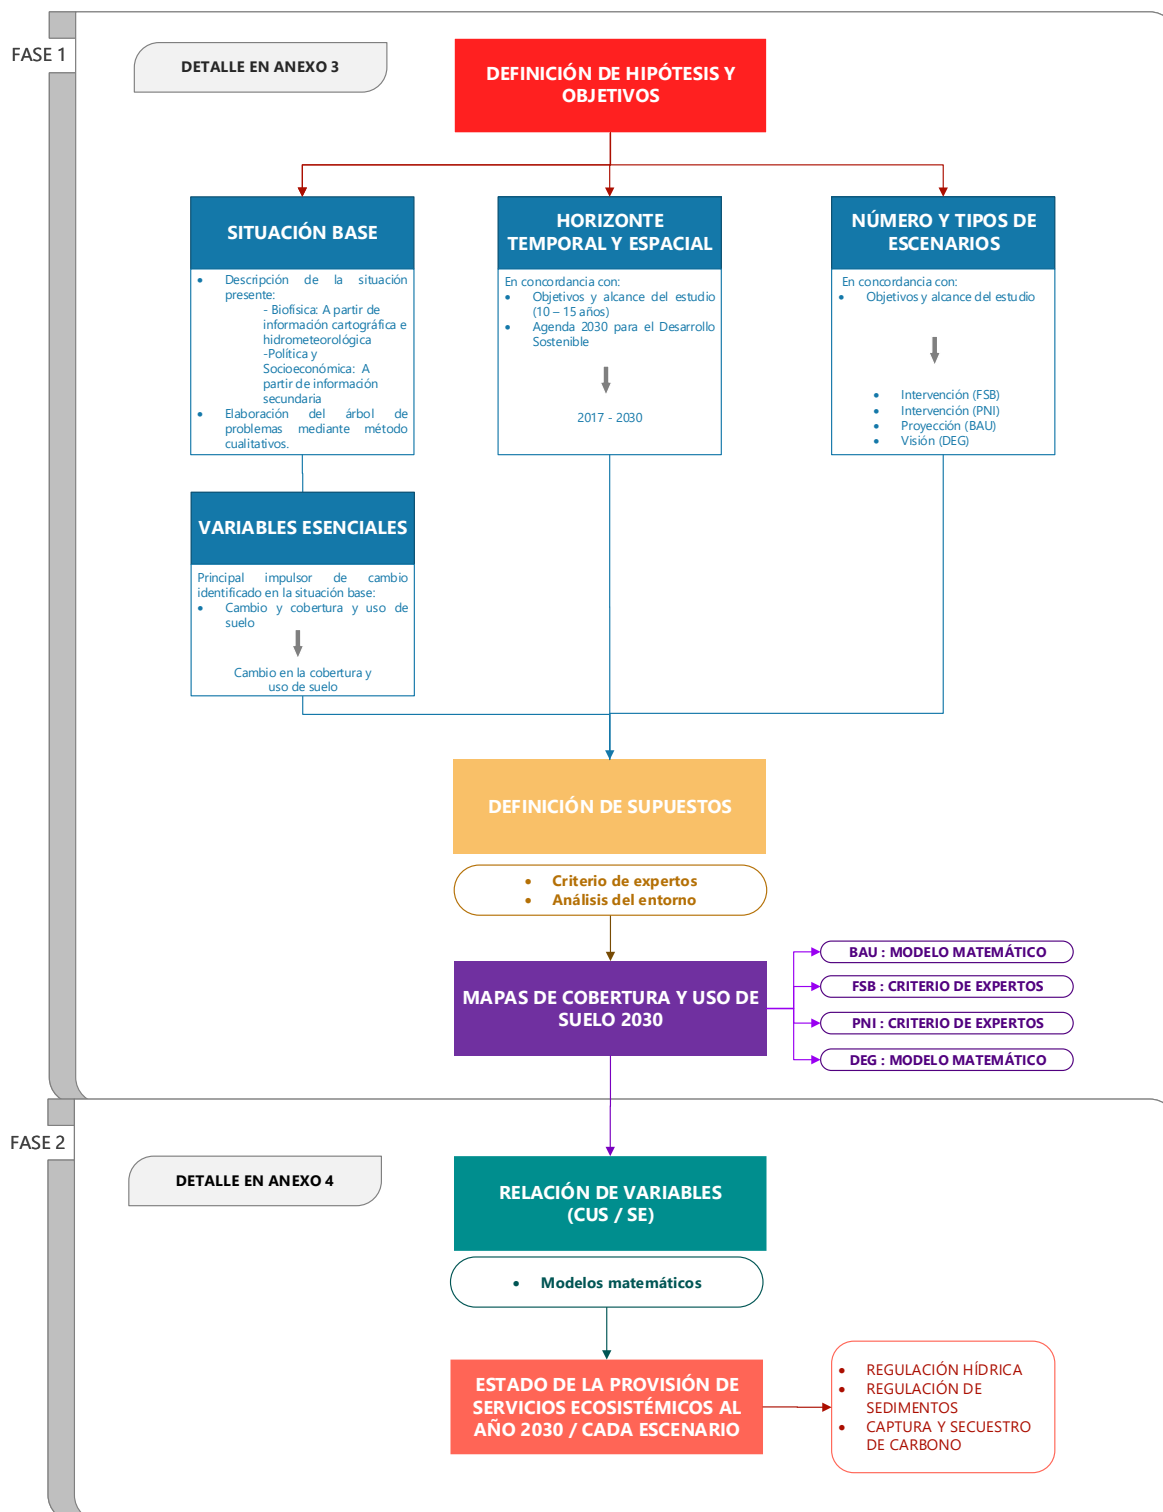 FASE 1
DETALLE EN ANEXO 3
DEFINICIÓN DE HIPÓTESIS Y
OBJETIVOS
SITUACIÓN BASE
• Descripción de la situación
presente:
- Biofísica: A partir de
información cartográfica e
hidrometeorológica
-Política y
Socioeconómica: A
partir de información
secundaria
• Elaboración del árbol de
problemas mediante método
cualitativos.
HORIZONTE
TEMPORAL Y ESPACIAL
En concordancia con:
• Objetivos y alcance del estudio
(10 – 15 años)
• Agenda 2030 para el Desarrollo
Sostenible
2017 - 2030
NÚMERO Y TIPOS DE
ESCENARIOS
En concordancia con:
• Objetivos y alcance del estudio
• Intervención (FSB)
• Intervención (PNI)
• Proyección (BAU)
• Visión (DEG)
VARIABLES ESENCIALES
Principal impulsor de cambio
identificado en la situación base:
• Cambio y cobertura y uso de
suelo
Cambio en la cobertura y
uso de suelo
DEFINICIÓN DE SUPUESTOS
• Criterio de expertos
• Análisis del entorno
MAPAS DE COBERTURA Y USO DE
SUELO 2030
BAU : MODELO MATEMÁTICO
FSB : CRITERIO DE EXPERTOS
PNI : CRITERIO DE EXPERTOS
DEG : MODELO MATEMÁTICO
FASE 2
DETALLE EN ANEXO 4
RELACIÓN DE VARIABLES
(CUS / SE)
• Modelos matemáticos
ESTADO DE LA PROVISIÓN DE
SERVICIOS ECOSISTÉMICOS AL
AÑO 2030 / CADA ESCENARIO
• REGULACIÓN HÍDRICA
• REGULACIÓN DE
SEDIMENTOS
• CAPTURA Y SECUESTRO
DE CARBONO